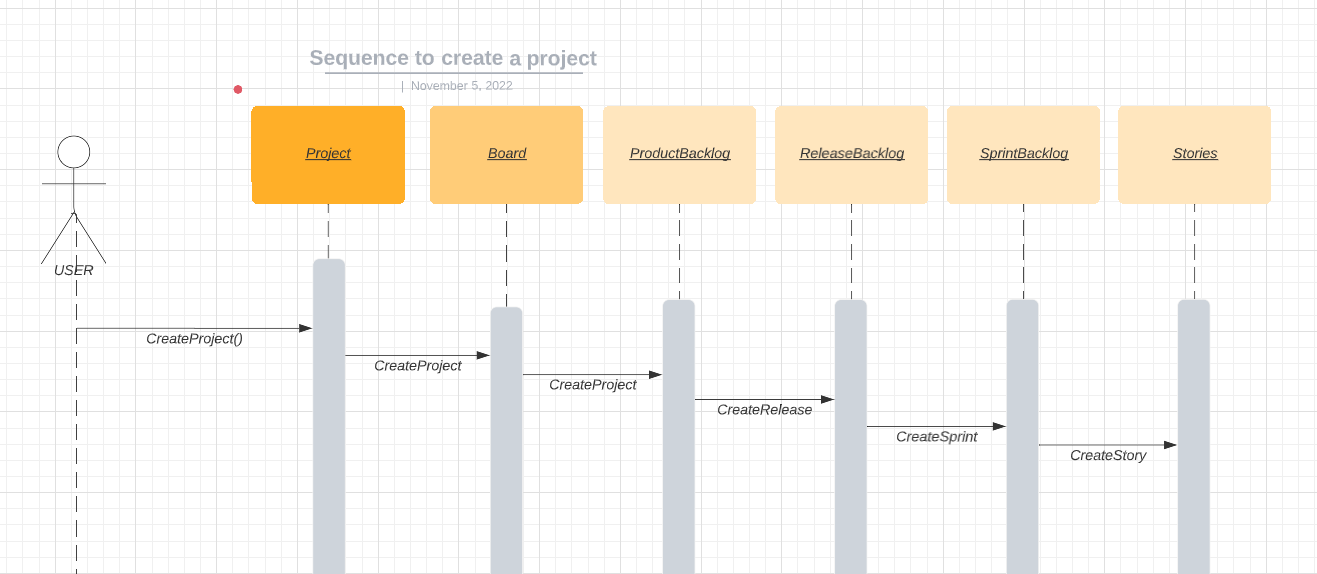 Sequence to create a project
| November 5, 2022
Project
Board
ProductBacklog
ReleaseBacklog
SprintBacklog
Stories
USER
CreateProject()
CreateProject
CreateProject
CreateRelease
CreateSprint
CreateStory